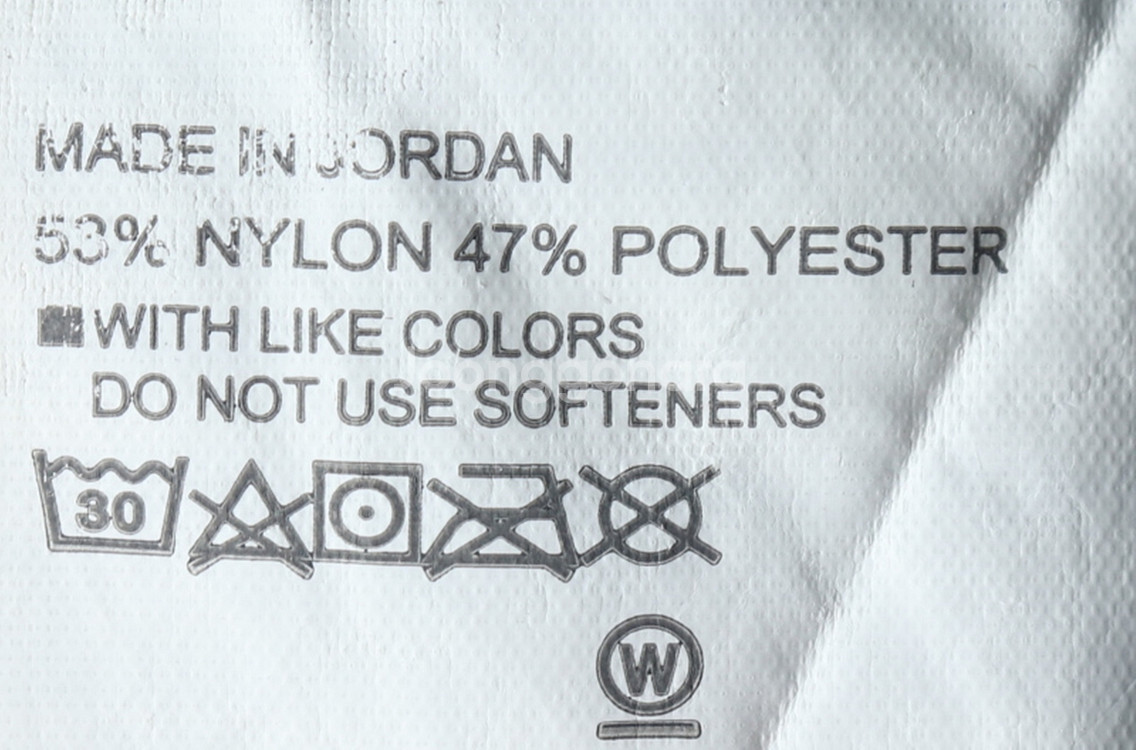 MADE IN JORDAN
53% NYLON 47% POLYESTER
WITH LIKE COLORS
DO NOT USE SOFTENERS
30
W